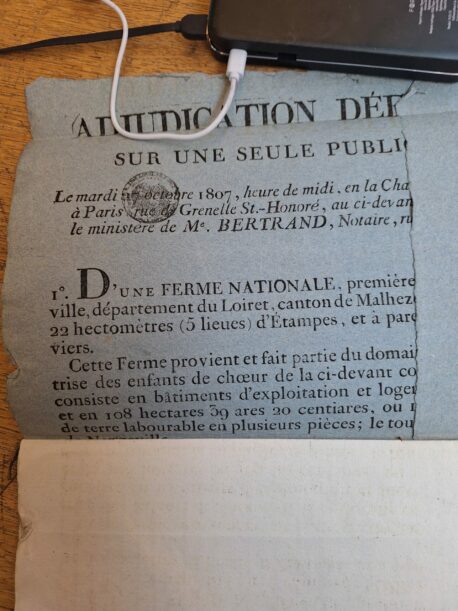 ADJUDICATION DÉF
SUR UNE SEULE PUBLI
Le mardi octobre 1807, heure de midi, en la Cha
à Paris rue de Grenelle St.-Honoré, au ci-devan
le ministère de Me. BERTRAND, Notaire, ru
1°. D'UNE FERME NATIONALE, première
ville, département du Loiret, canton de Malhez
22 hectomètres (5 lieues) d'Étampes, et à par
viers.
Cette Ferme provient et fait partie du domai
trise des enfans de chœur de la ci-devant co
consiste en bâtimens d'exploitation et loge
et en 108 hectares 39 ares 20 centiares, ou
de terre labourable en plusieurs pièces; le tou